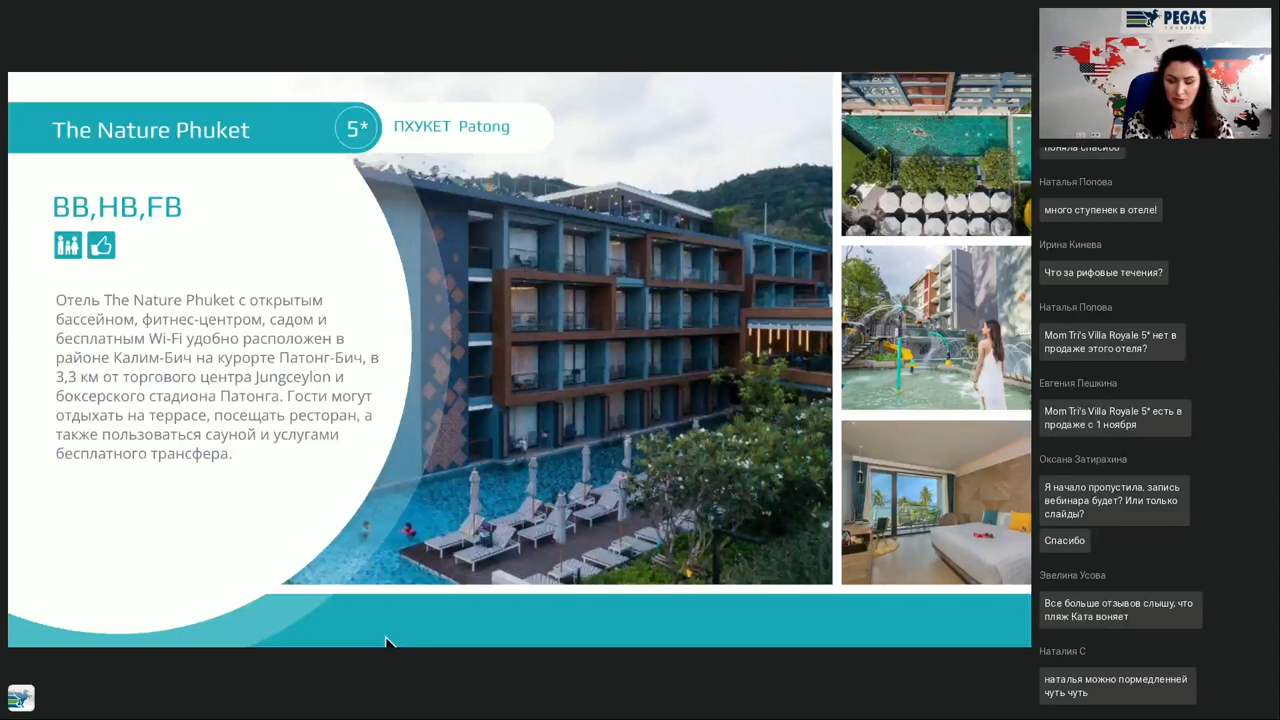 The Nature Phuket
5*
ПХУКЕТ Patong
BB,HB,FB
Отель The Nature Phuket с открытым
бассейном, фитнес-центром, садом и
бесплатным Wi-Fi удобно расположен в
районе Калим-Бич на курорте Патонг-Бич, в
3,3 км от торгового центра Jungceylon и
боксерского стадиона Патонга. Гости могут
отдыхать на террасе, посещать ресторан, а
также пользоваться сауной и услугами
бесплатного трансфера.
PEGAS
TOURISTIK
поняла спасибо
Наталья Попова
много ступенек в отеле!
Ирина Кинева
Что за рифовые течения?
Наталья Попова
Mom Tri's Villa Royale 5* нет в
продаже этого отеля?
Евгения Пешкина
Mom Tri's Villa Royale 5* есть в
продаже с 1 ноября
Оксана Затирахина
Я начало пропустила, запись
вебинара будет? Или только
слайды?
Спасибо
Эвелина Усова
Все больше отзывов слышу, что
пляж Ката воняет
Наталия С
наталья можно пормедленней
чуть чуть